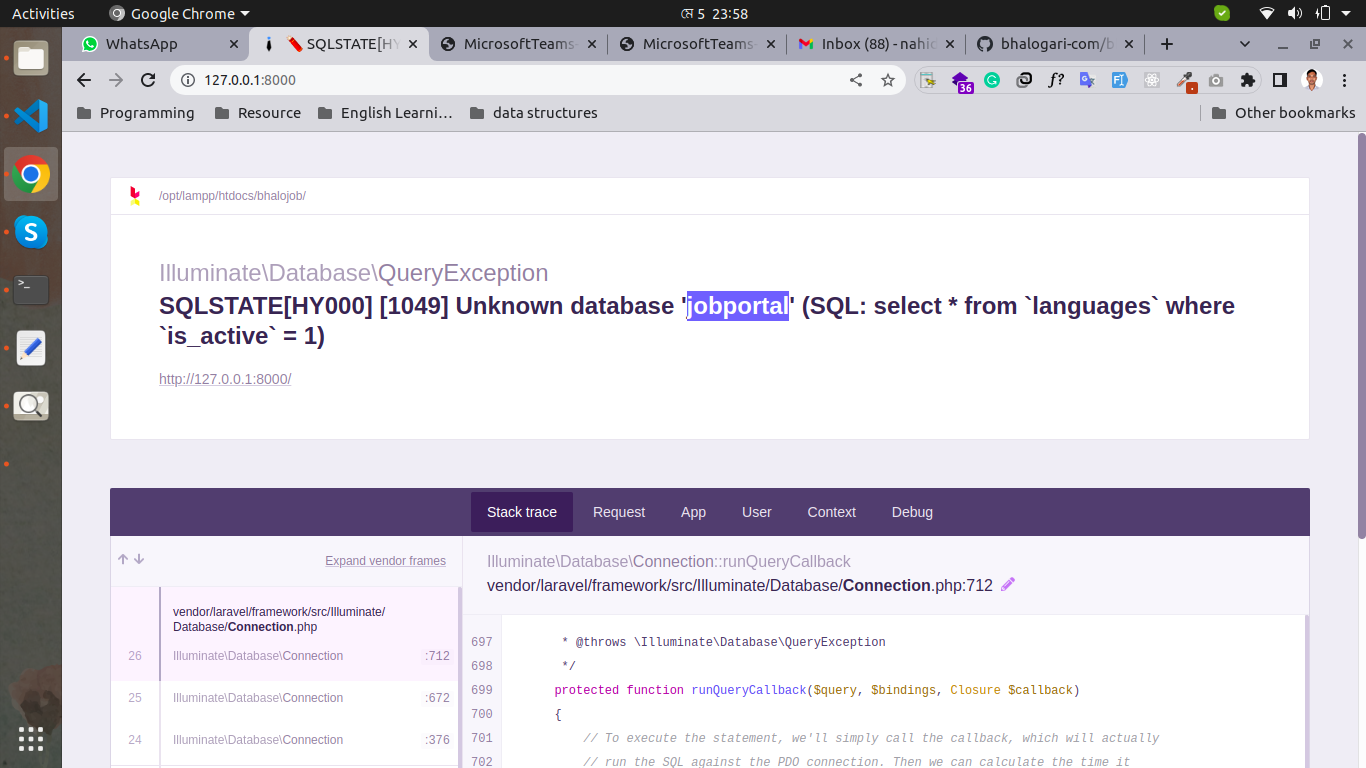 Activities
Google Chrome
মে 5 23:58
WhatsApp
SQLSTATE[HY
MicrosoftTeams-
MicrosoftTeams-
Inbox (88) - nahid
bhalogari-com/b
127.0.0.1:8000
36
f?
Programming
Resource
English Learni…
data structures
Other bookmarks
/opt/lampp/htdocs/bhalojob/
Illuminate\Database\QueryException
SQLSTATE[HY000] [1049] Unknown database 'jobportal' (SQL: select * from `languages` where
`is_active` = 1)
http://127.0.0.1:8000/
Stack trace
Request
App
User
Context
Debug
Expand vendor frames
Illuminate\Database\Connection::runQueryCallback
vendor/laravel/framework/src/Illuminate/Database/Connection.php:712
vendor/laravel/framework/src/Illuminate/
Database/Connection.php
26 Illuminate\Database\Connection :712
25 Illuminate\Database\Connection :672
24 Illuminate\Database\Connection :376
697 * @throws \Illuminate\Database\QueryException
698 */
699 protected function runQueryCallback($query, $bindings, Closure $callback)
700 {
701 // To execute the statement, we'll simply call the callback, which will actually
702 // run the SQL against the PDO connection. Then we can calculate the time it